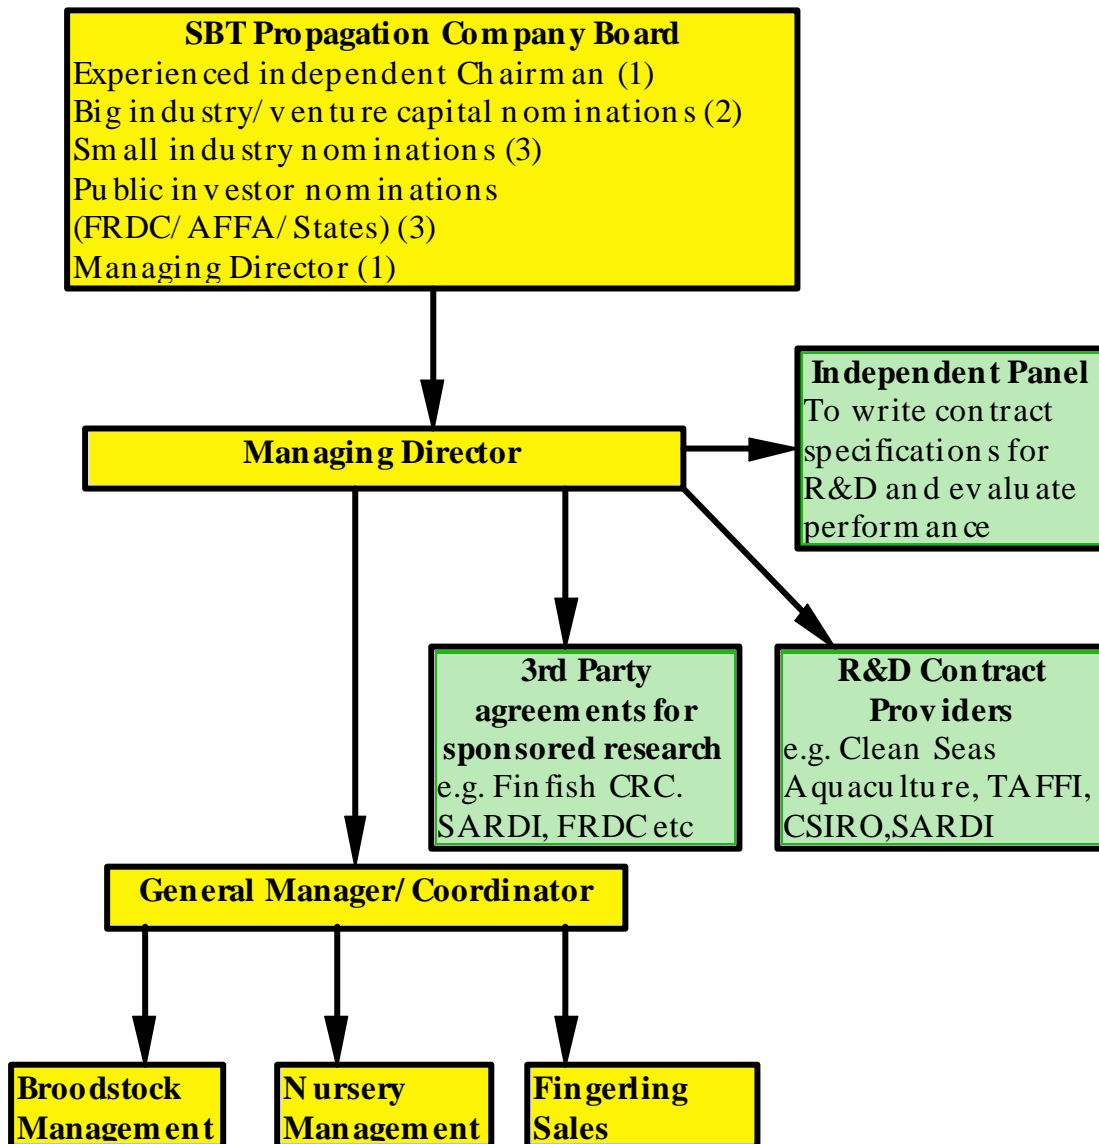 SBT Propagation Company Board
Experienced independent Chairman (1)
Big industry/ venture capital nominations (2)
Small industry nominations (3)
Public investor nominations
(FRDC/ AFFA/ States) (3)
Managing Director (1)
Independent Panel
To write contract
specifications for
R&D and evaluate
performance
Managing Director
3rd Party
agreements for
sponsored research
e.g. Finfish CRC.
SARDI, FRDC etc
R&D Contract
Providers
e.g. Clean Seas
Aquaculture, TAFFI,
CSIRO,SARDI
General Manager/ Coordinator
Broodstock
Management
Nursery
Management
Fingerling
Sales